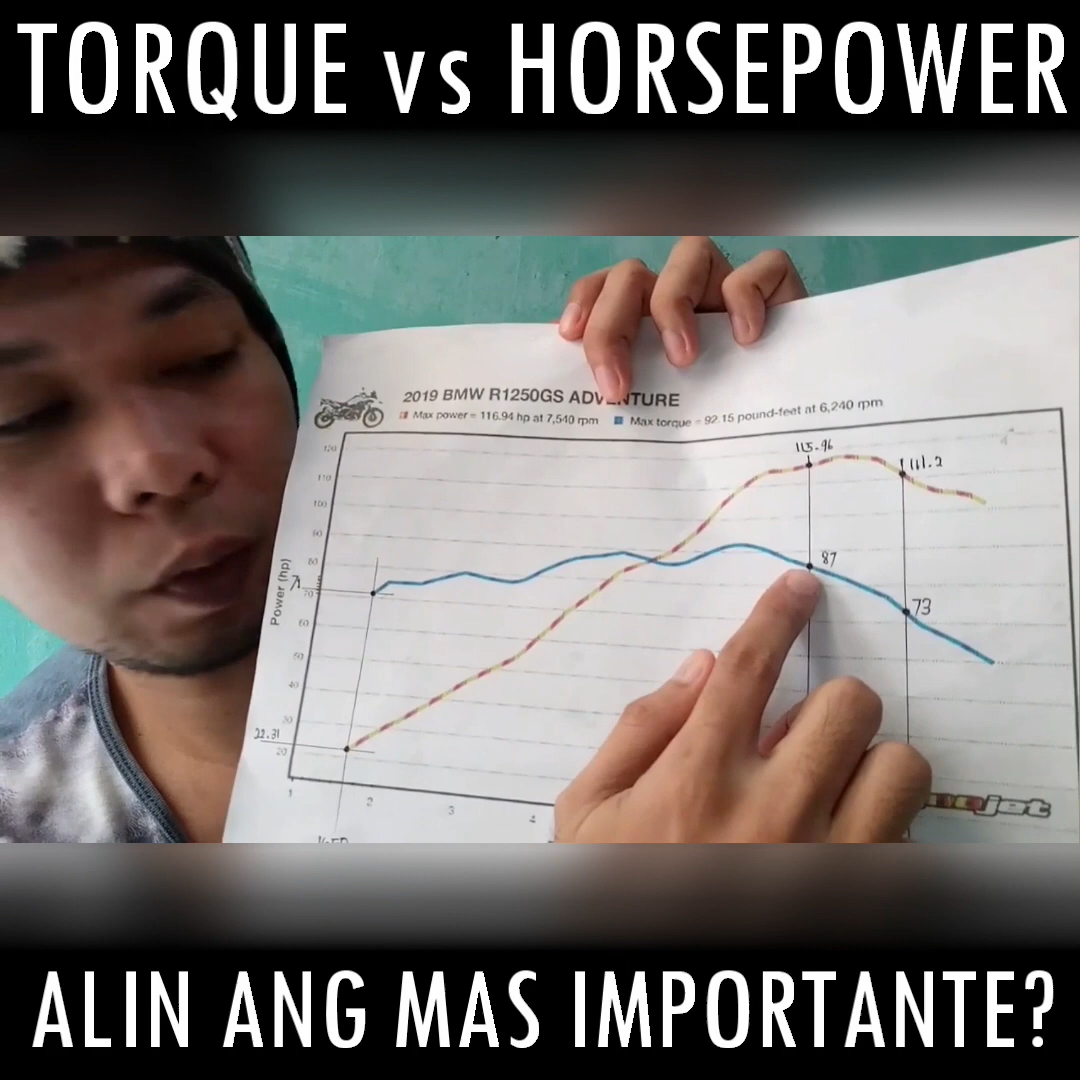 TORQUE vs HORSEPOWER
2019 BMW R1250GS ADVENTURE
Max power = 116.94 hp at 7,540 rpm Max torque = 92.15 pound-feet at 6,240 rpm
115.96
111.2
87
73
22.31
Power (hp)
120
110
100
90
80
70
60
50
40
30
20
1 2 3 4
ALIN ANG MAS IMPORTANTE?